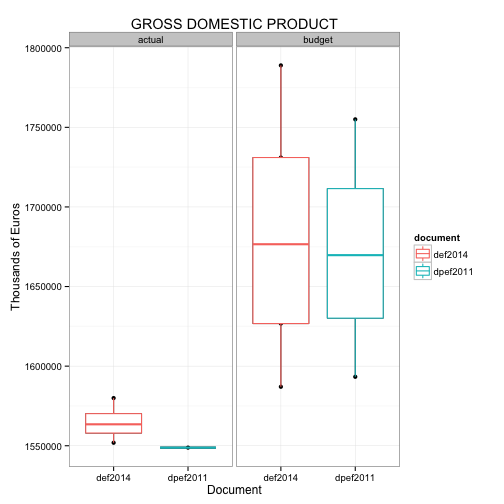 GROSS DOMESTIC PRODUCT
actual
budget
1800000
1750000
1700000
1650000
1600000
1550000
Thousands of Euros
def2014
dpef2011
def2014
dpef2011
Document
document
def2014
dpef2011